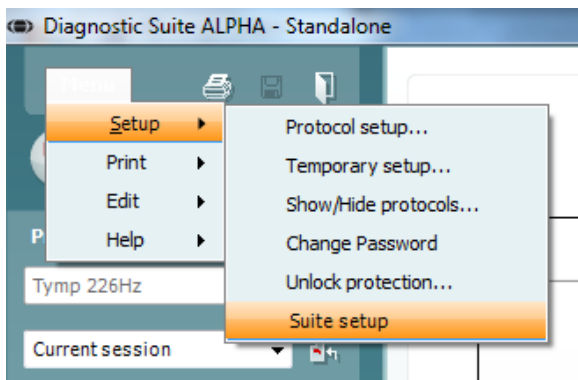 Diagnostic Suite ALPHA - Standalone
Menu
Setup
Print
Edit
Help
Protocol setup...
Temporary setup...
Show/Hide protocols...
Change Password
Unlock protection...
Suite setup
P
Tymp 226Hz
Current session